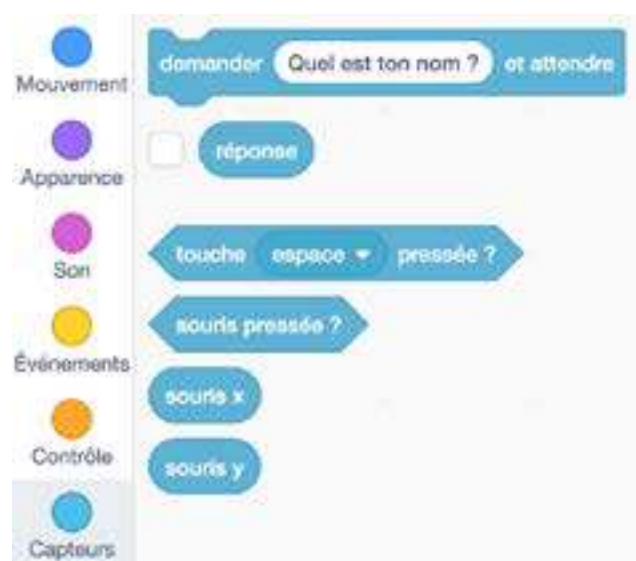 Mouvement
Apparence
Son
Événements
Contrôle
Capteurs
demander Quel est ton nom ? et attendre
réponse
touche espace pressée ?
souris pressée ?
souris x
souris y